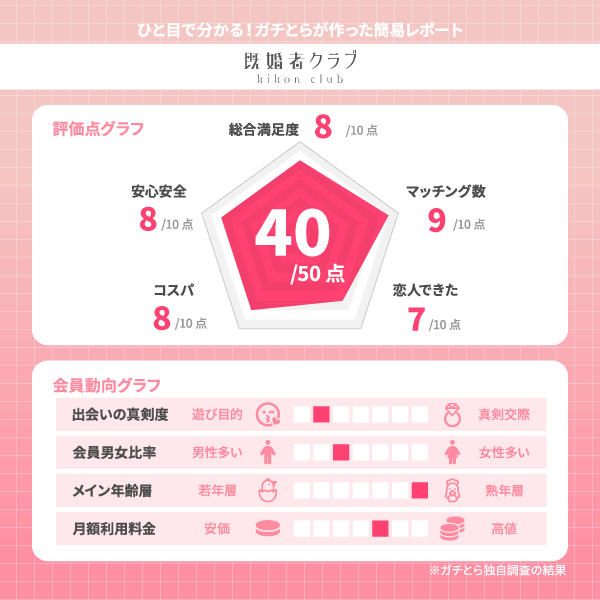 ひと目で分かる！ガチとらが作った簡易レポート
既婚者クラブ
kikon club
評価点グラフ
総合満足度 8 /10 点
安心安全
8 /10 点
マッチング数
9 /10 点
40
/50 点
コスパ
8 /10 点
恋人できた
7 /10 点
会員動向グラフ
出会いの真剣度 遊び目的 真剣交際
会員男女比率 男性多い 女性多い
メイン年齢層 若年層 熟年層
月額利用料金 安価 高値
※ガチとら独自調査の結果